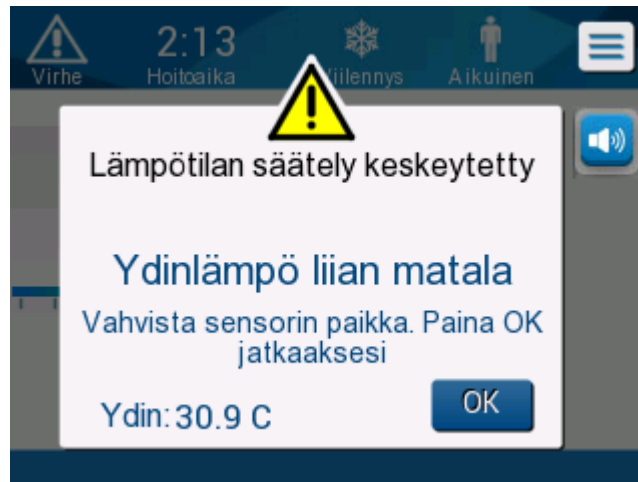 2:13
Virhe
Hoitoaika
Aikuinen
Lämpötilan säätely keskeytetty
Ydinlämpö liian matala
Vahvista sensorin paikka. Paina OK
jatkaaksesi
Ydin: 30.9 C
OK